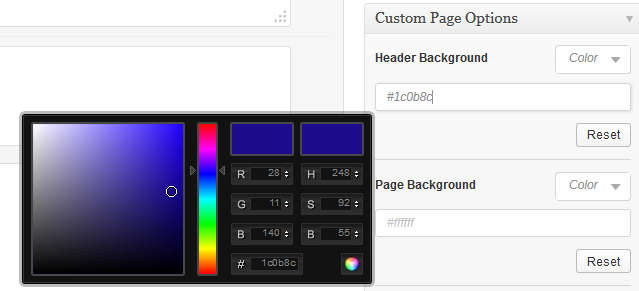 Custom Page Options
Header Background Color
#1c0b8c
Reset
R 28 H 248
G 11 S 92
B 140 B 55
# 1c0b8c
Page Background Color
#ffffff
Reset